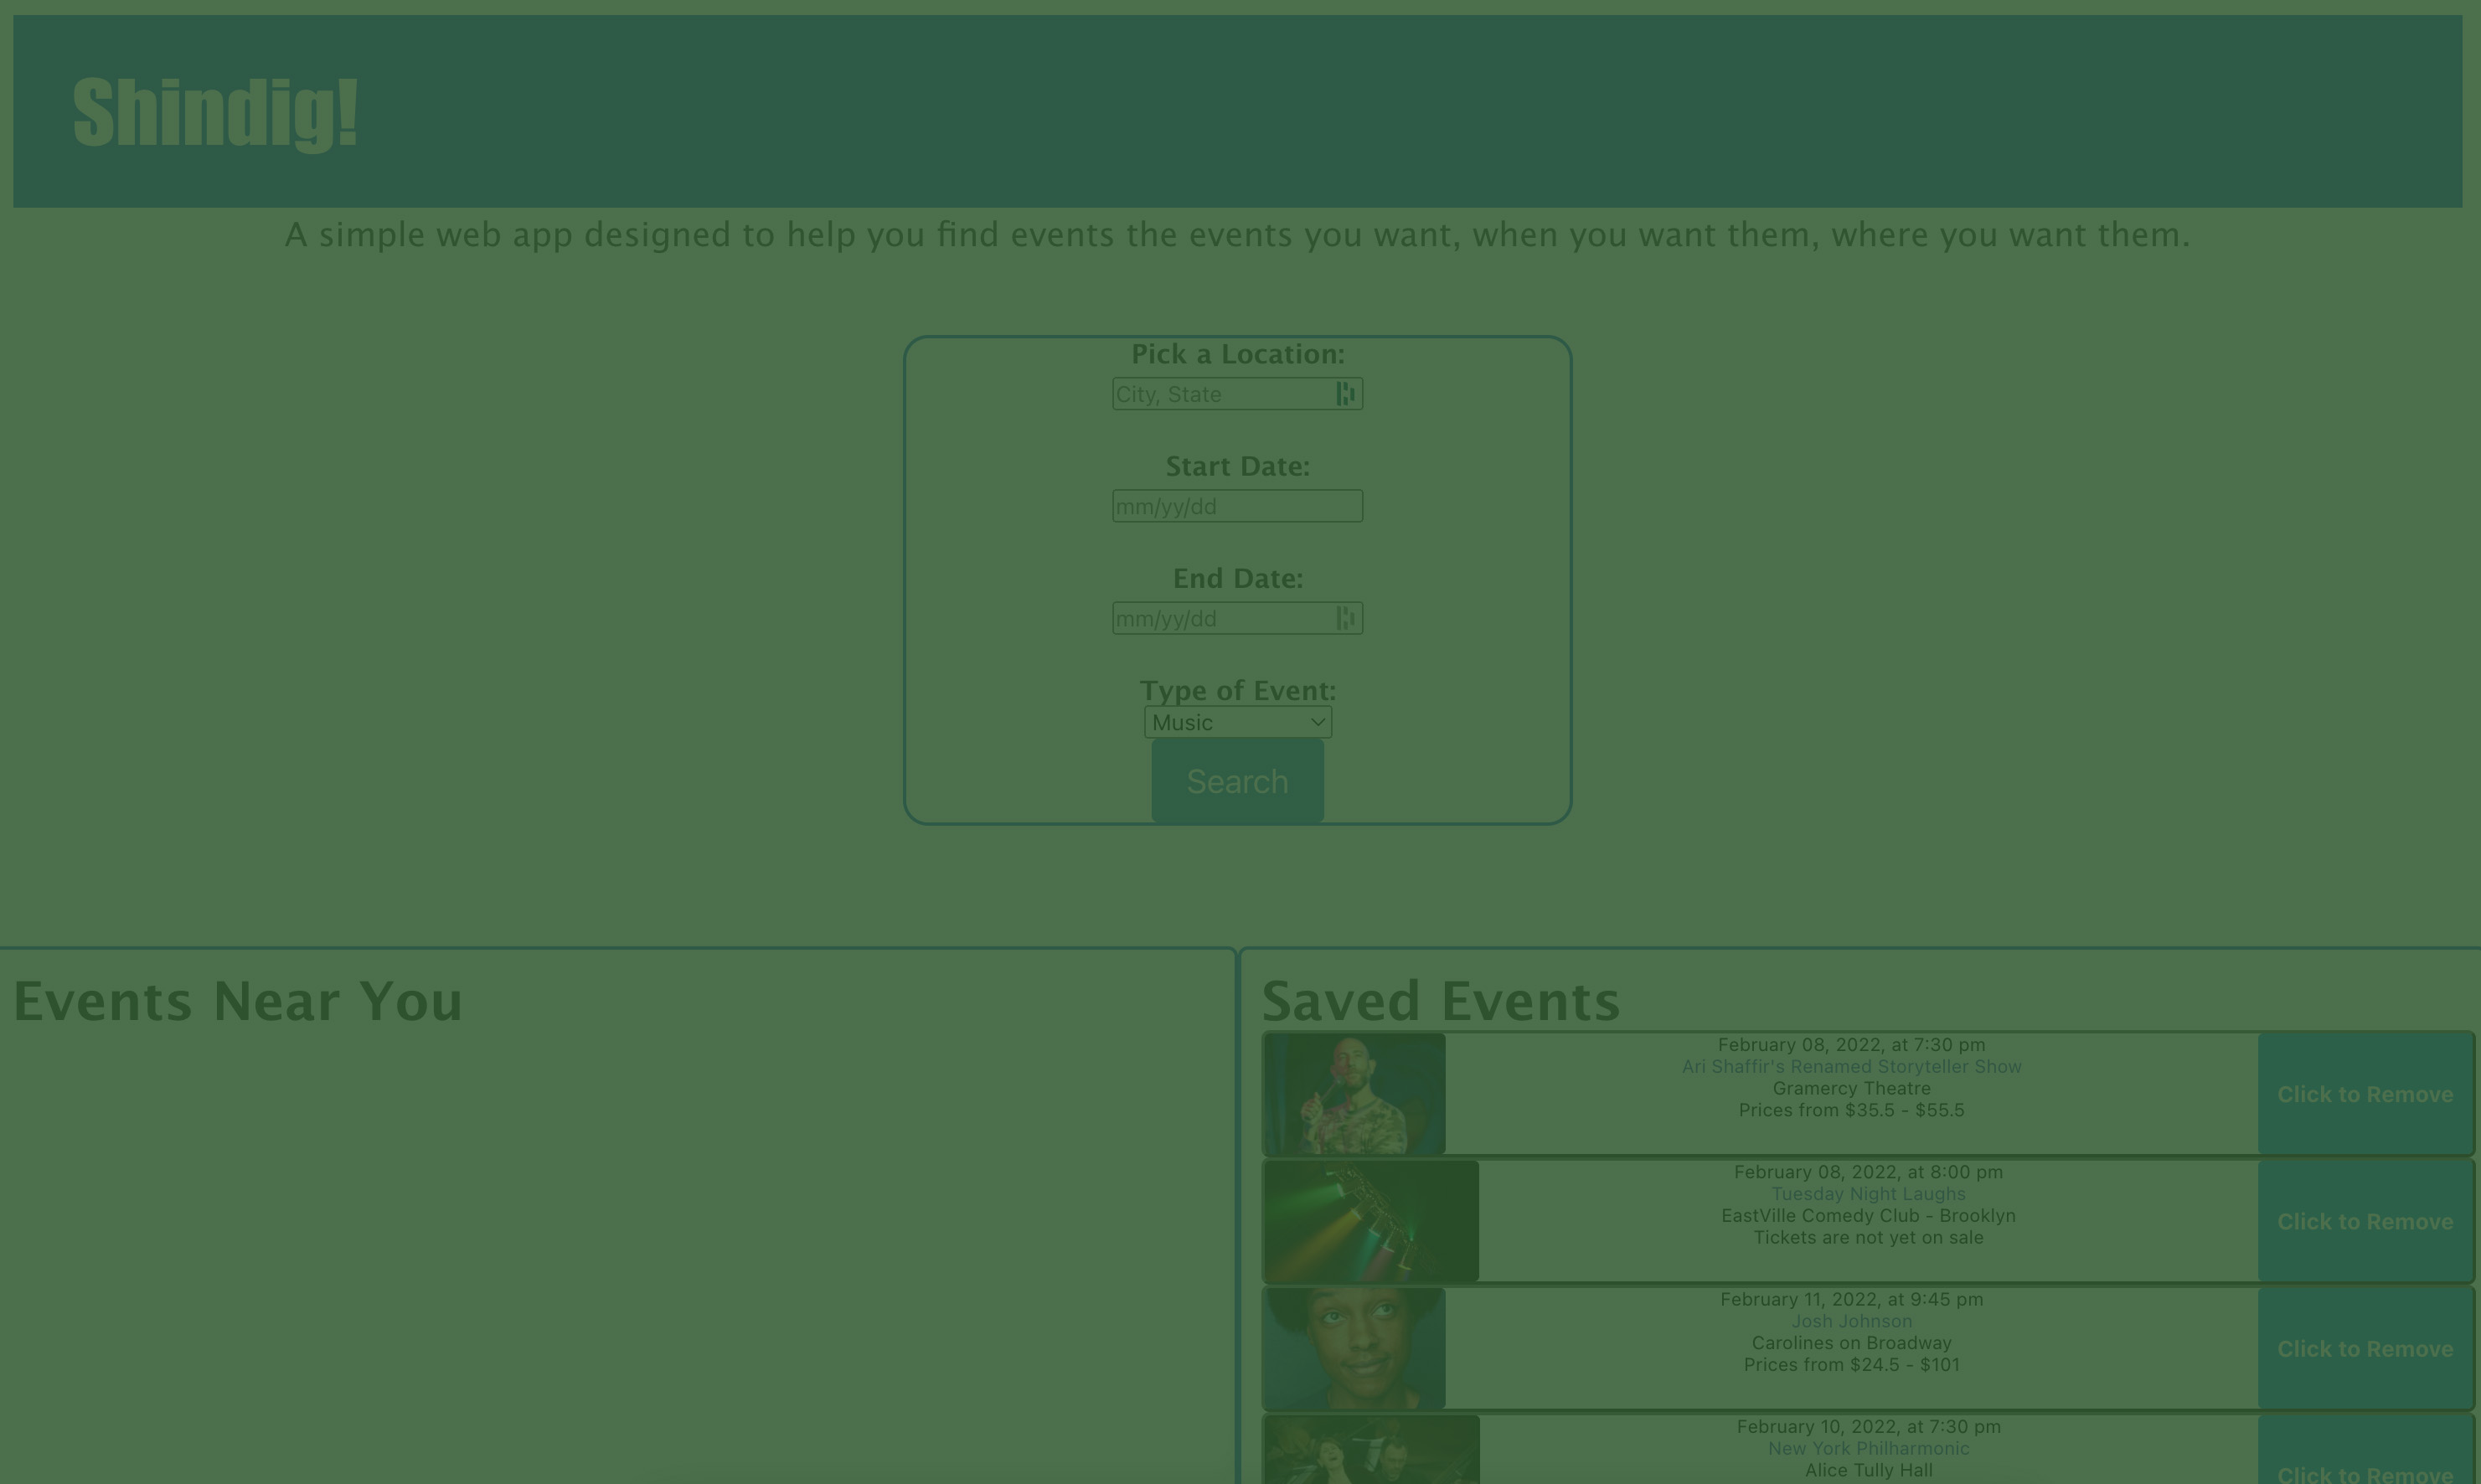 Shindig!
A simple web app designed to help you find events the events you want, when you want them, where you want them.
Pick a Location:
City, State
Start Date:
mm/yy/dd
End Date:
mm/yy/dd
Type of Event:
Music
Search
Events Near You
Saved Events
February 08, 2022, at 7:30 pm
Ari Shaffir's Renamed Storyteller Show
Gramercy Theatre
Prices from $35.5 - $55.5
Click to Remove
February 08, 2022, at 8:00 pm
Tuesday Night Laughs
EastVille Comedy Club - Brooklyn
Tickets are not yet on sale
Click to Remove
February 11, 2022, at 9:45 pm
Josh Johnson
Carolines on Broadway
Prices from $24.5 - $101
Click to Remove
February 10, 2022, at 7:30 pm
New York Philharmonic
Alice Tully Hall
Click to Remove